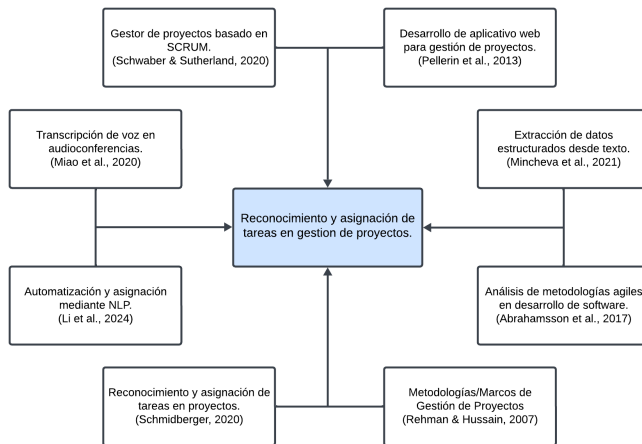 Gestor de proyectos basado en
SCRUM.
(Schwaber & Sutherland, 2020)
Desarrollo de aplicativo web
para gestión de proyectos.
(Pellerin et al., 2013)
Transcripción de voz en
audioconferencias.
(Miao et al., 2020)
Extracción de datos
estructurados desde texto.
(Mincheva et al., 2021)
Reconocimiento y asignación de
tareas en gestion de proyectos.
Automatización y asignación
mediante NLP.
(Li et al., 2024)
Análisis de metodologías agiles
en desarrollo de software.
(Abrahamsson et al., 2017)
Reconocimiento y asignación de
tareas en proyectos.
(Schmidberger, 2020)
Metodologías/Marcos de
Gestión de Proyectos
(Rehman & Hussain, 2007)